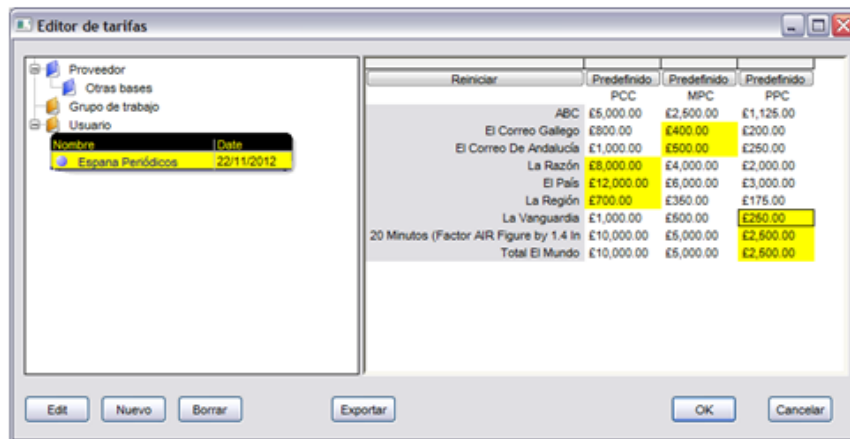 Editor de tarifas
Proveedor
Otras bases
Grupo de trabajo
Usuario
Nombre Date
Espana Periódicos 22/11/2012
Reiniciar Predefinido Predefinido Predefinido
PCC MPC PPC
ABC £5,000.00 £2,500.00 £1,125.00
El Correo Gallego £800.00 £400.00 £200.00
El Correo De Andalucía £1,000.00 £500.00 £250.00
La Razón £8,000.00 £4,000.00 £2,000.00
El País £12,000.00 £6,000.00 £3,000.00
La Región £700.00 £350.00 £175.00
La Vanguardia £1,000.00 £500.00 £250.00
20 Minutos (Factor AIR Figure by 1.4 In £10,000.00 £5,000.00 £2,500.00
Total El Mundo £10,000.00 £5,000.00 £2,500.00
Edit Nuevo Borrar Exportar OK Cancelar